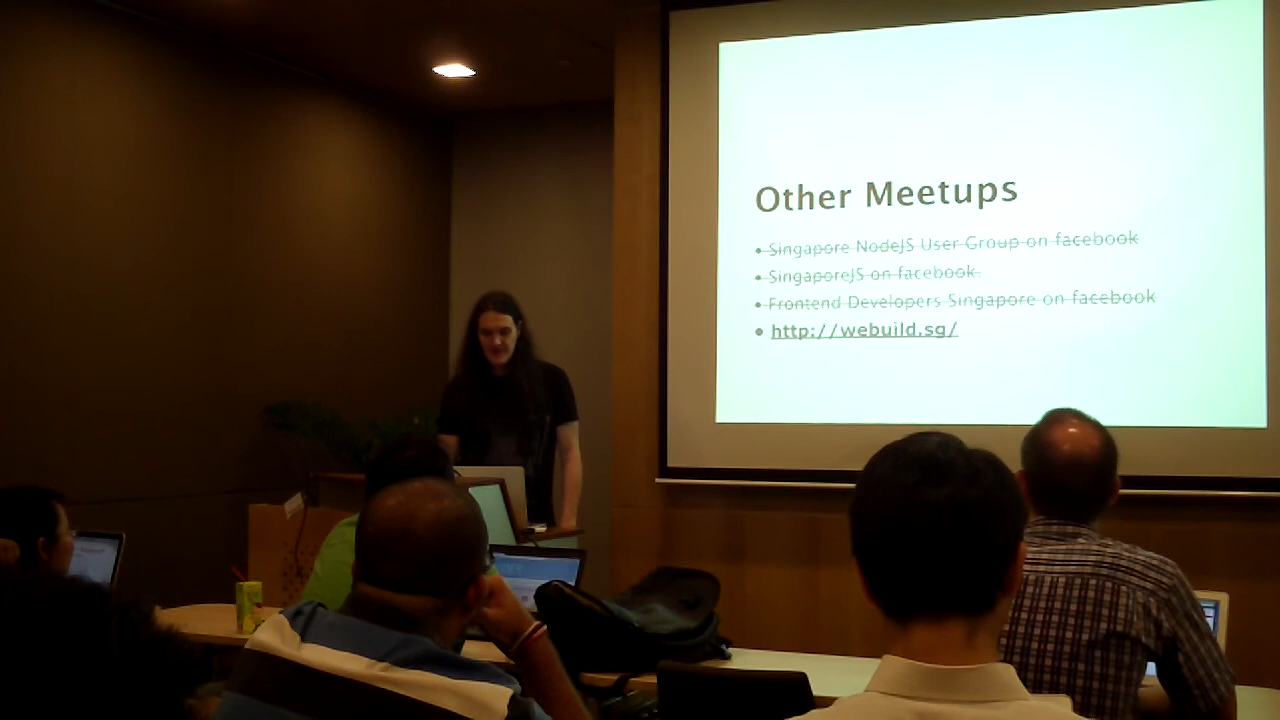 Other Meetups
• Singapore NodeJS User Group on facebook
• SingaporeJS on facebook.
• Frontend Developers Singapore on facebook
• http://webuild.sg/